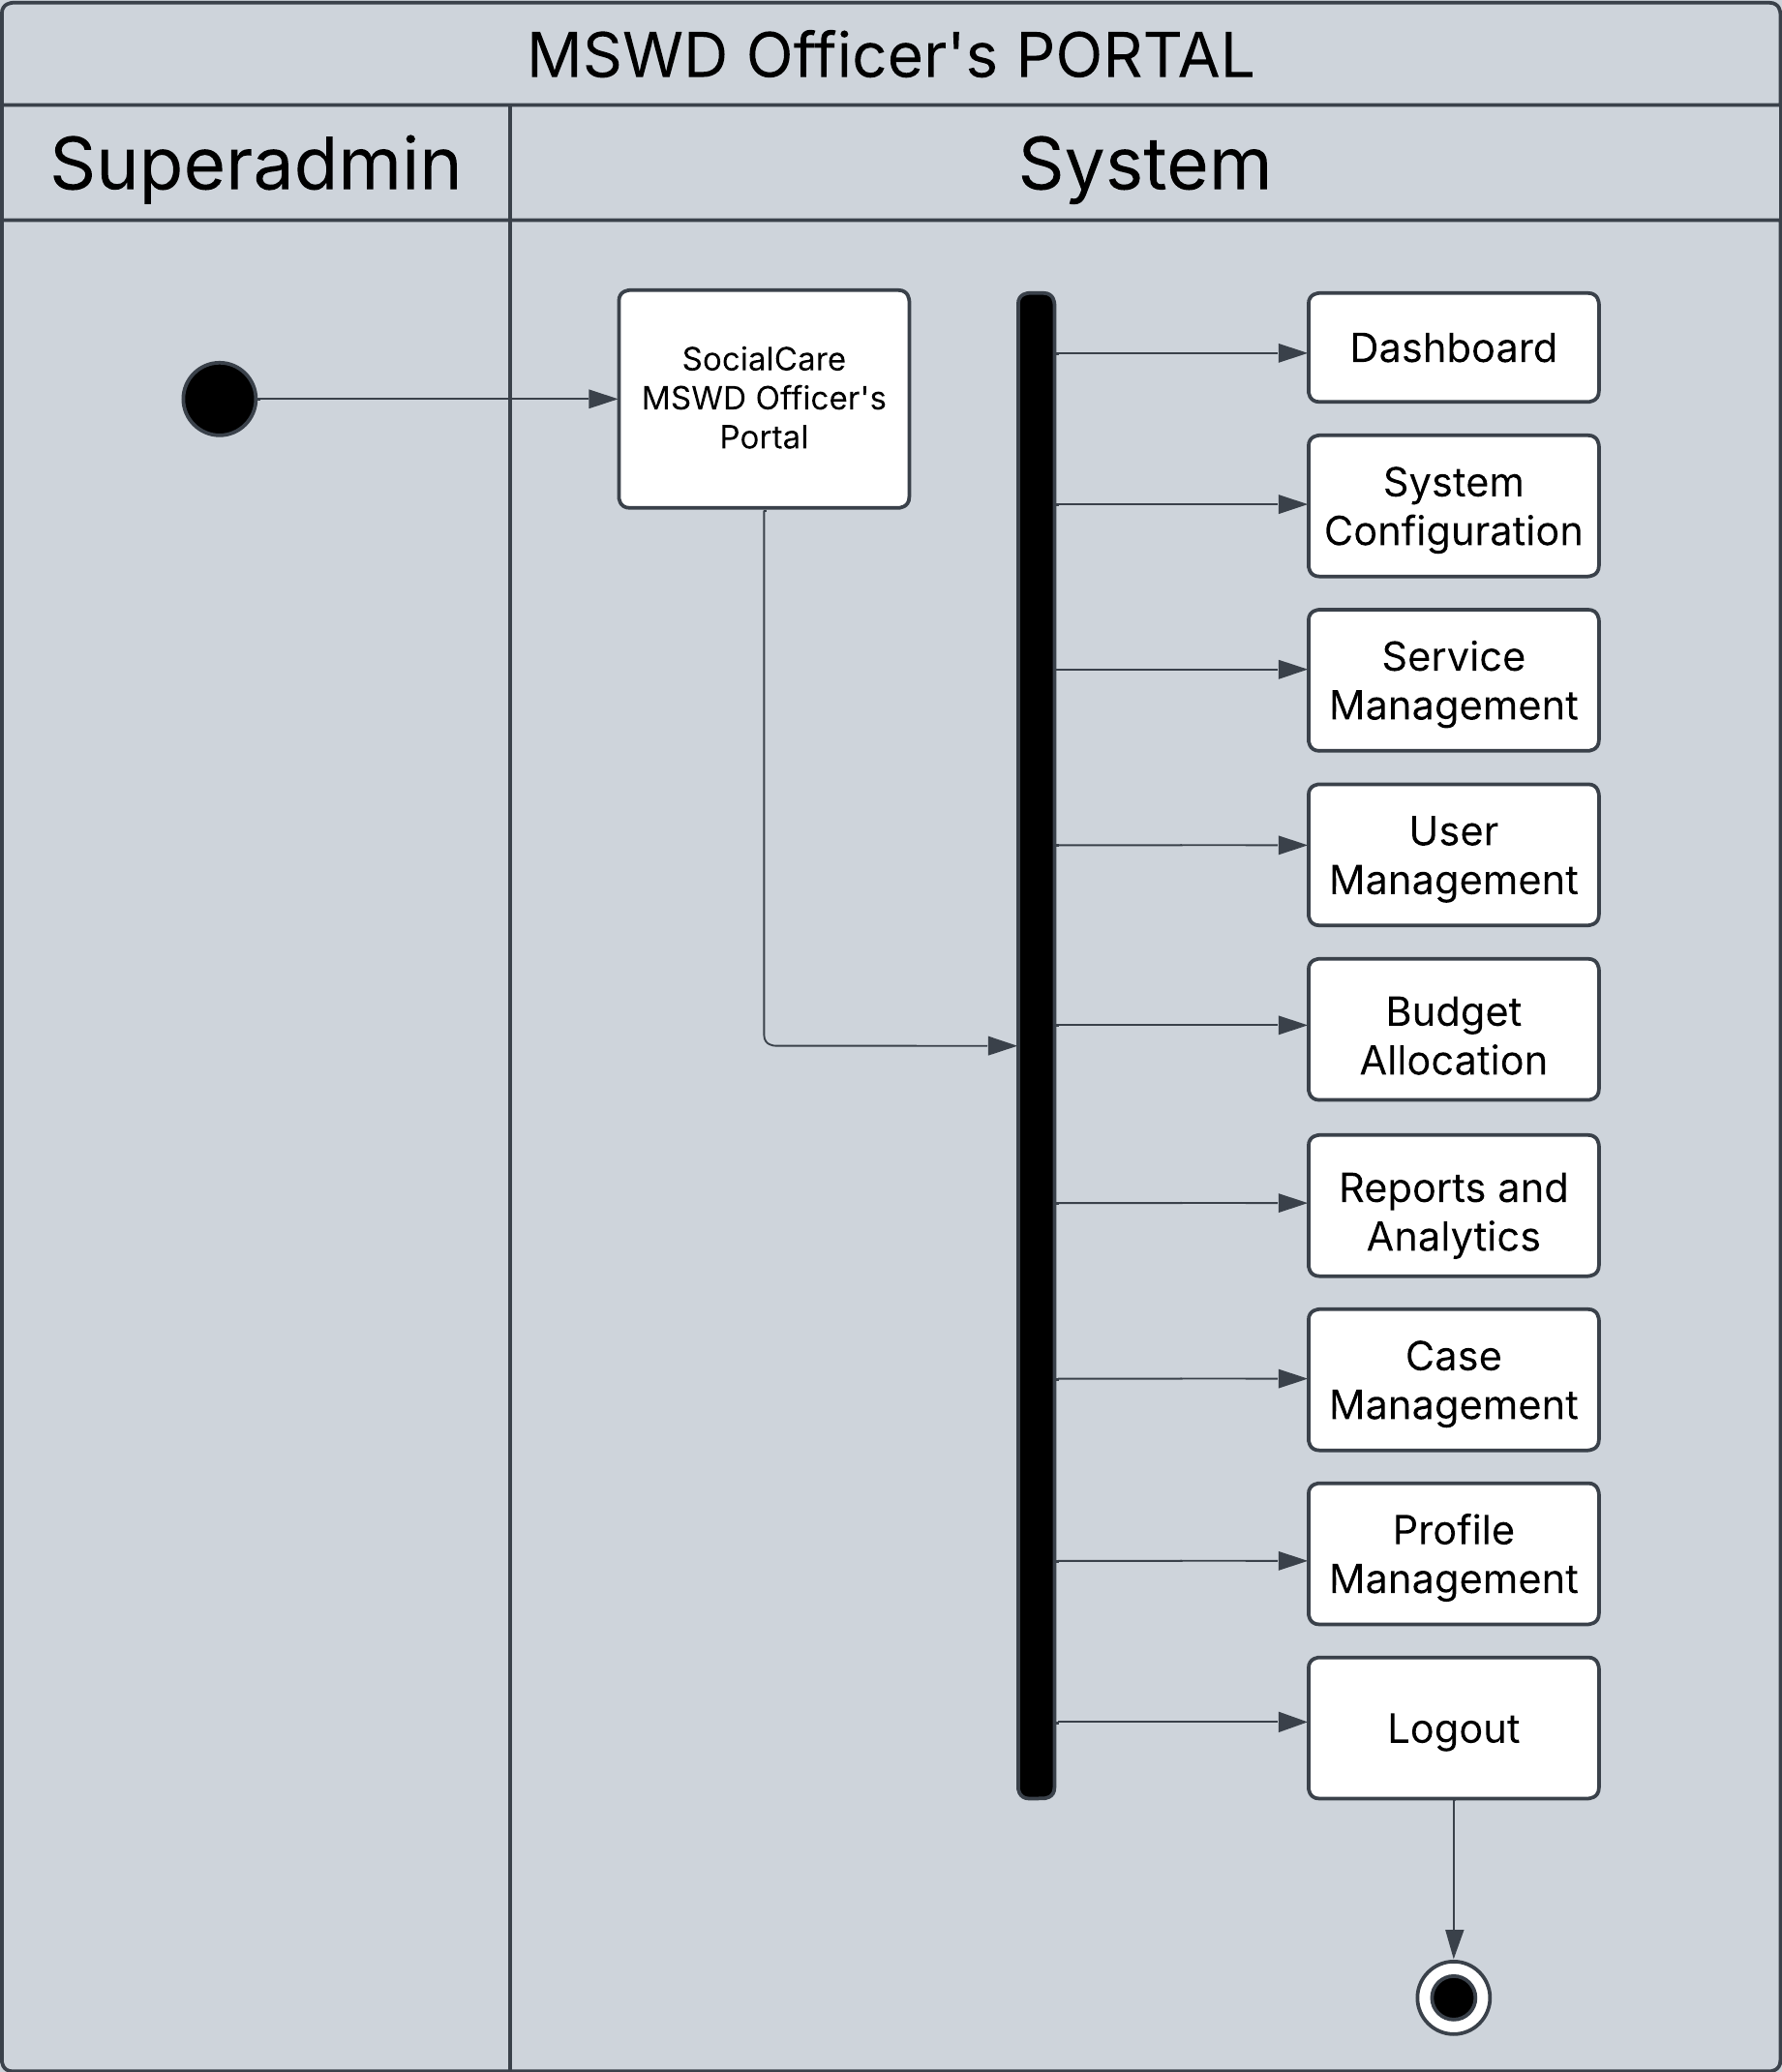 MSWD Officer's PORTAL
Superadmin
System
SocialCare
MSWD Officer's
Portal
Dashboard
System
Configuration
Service
Management
User
Management
Budget
Allocation
Reports and
Analytics
Case
Management
Profile
Management
Logout